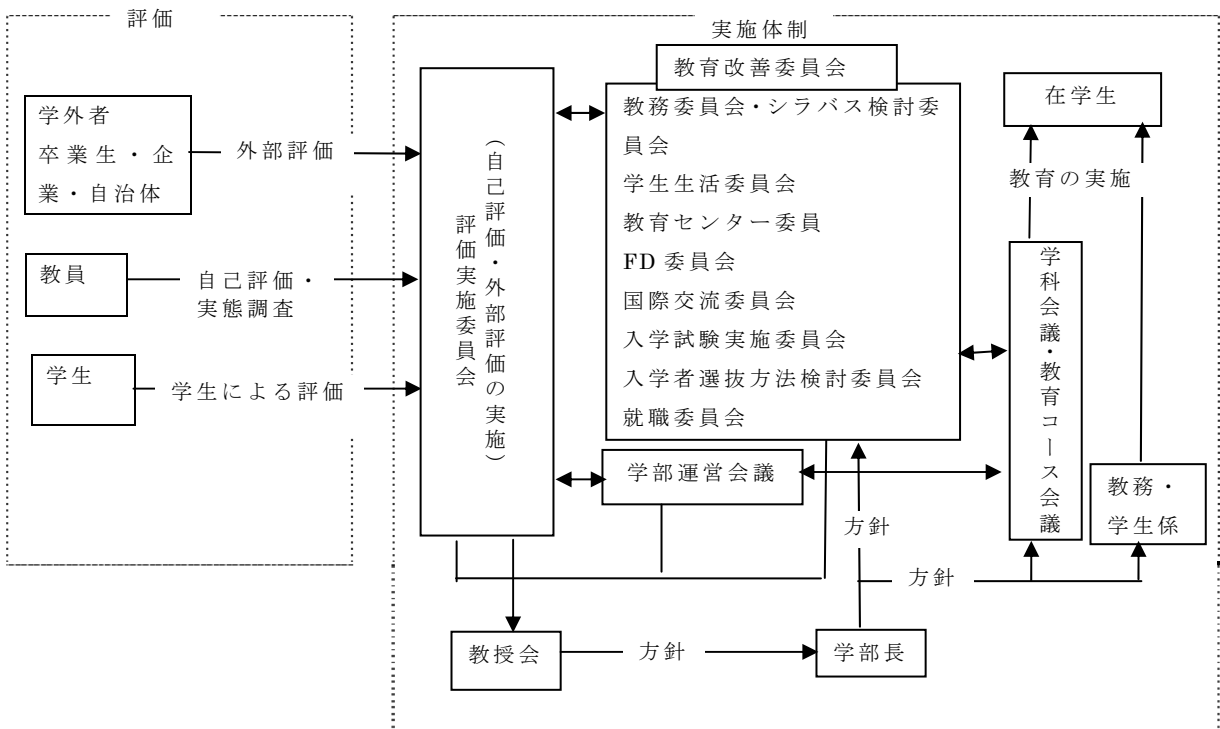 評価
実施体制
学外者
卒業生・企
業・自治体
外部評価
教員
自己評価・
実態調査
学生
学生による評価
評価実施委員会
（自己評価・外部評価の実施）
教育改善委員会
教務委員会・シラバス検討委
員会
学生生活委員会
教育センター委員
FD 委員会
国際交流委員会
入学試験実施委員会
入学者選抜方法検討委員会
就職委員会
学部運営会議
在学生
教育の実施
学科会議・教育コース会議
教務・
学生係
方針
方針
教授会
方針
学部長